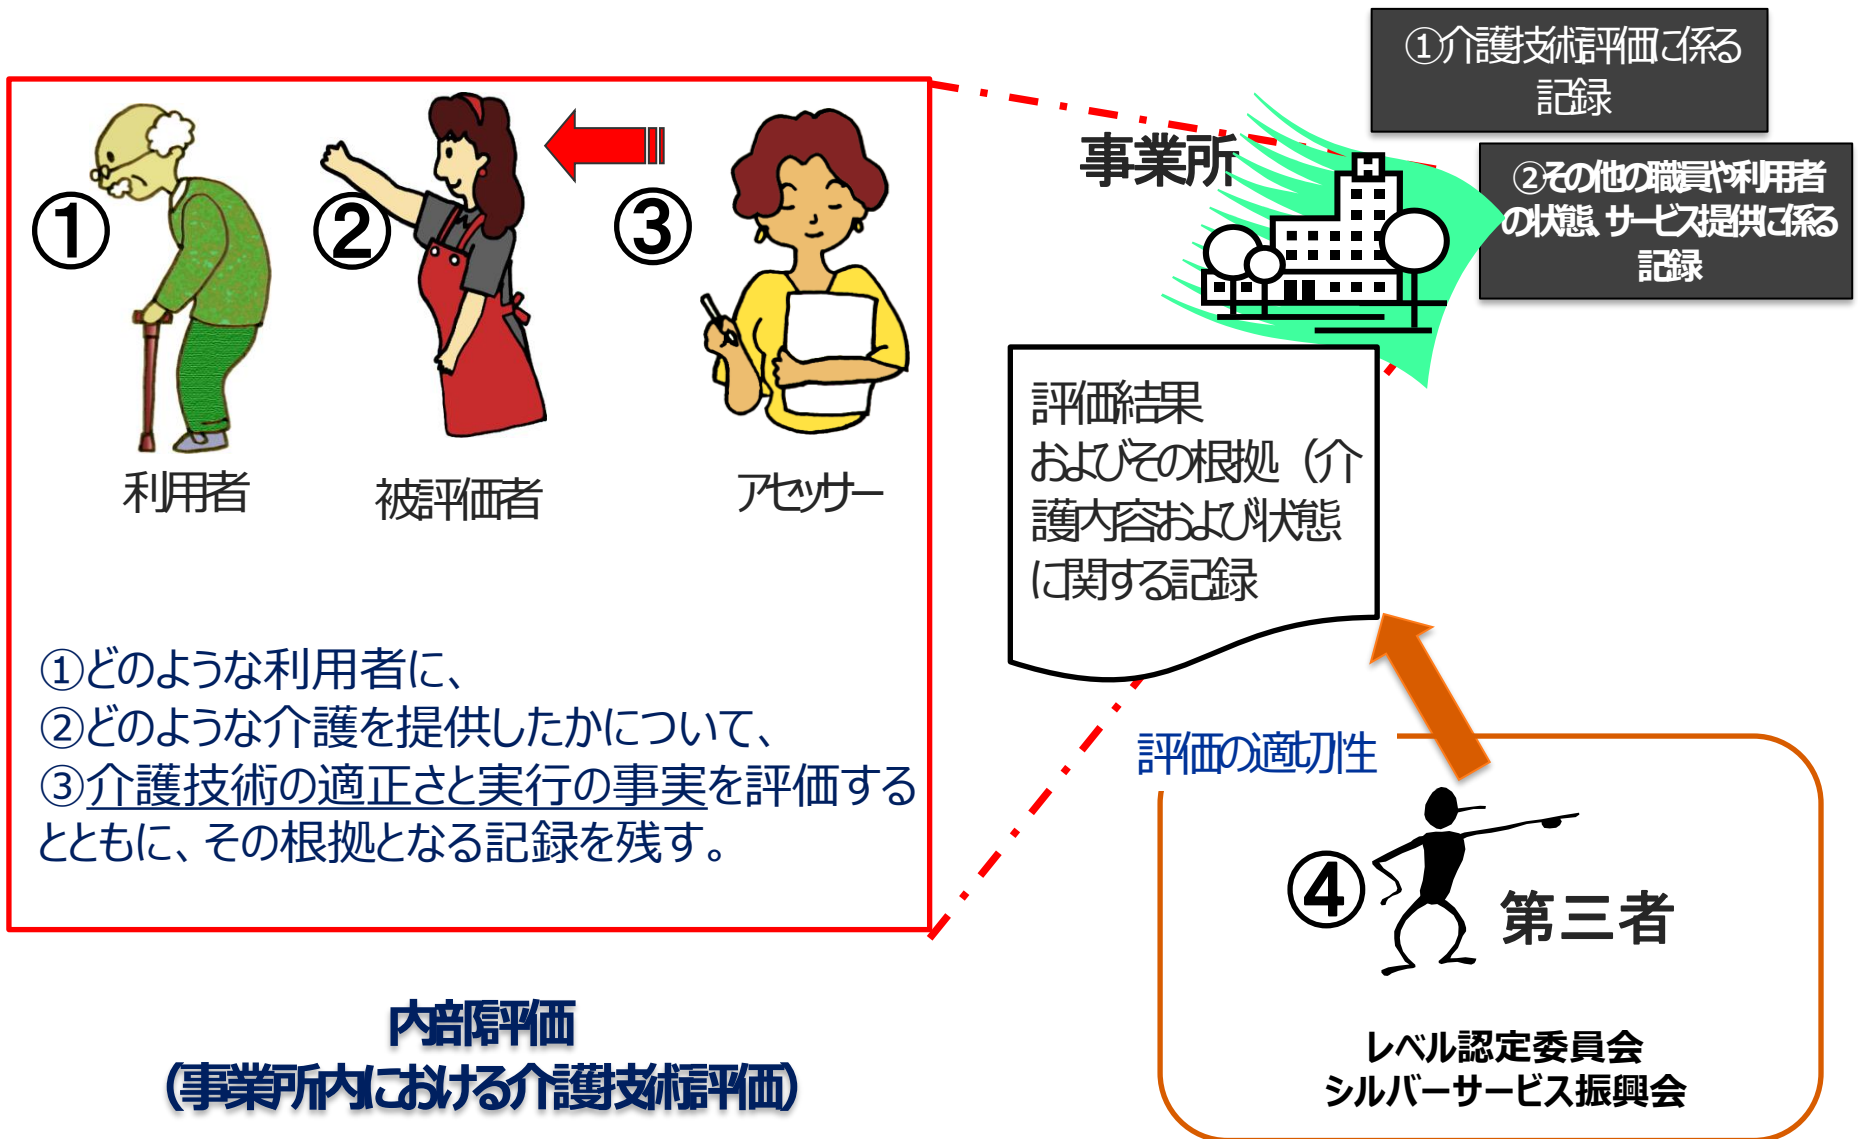 ①介護技術評価に係る
記録
②その他の職員や利用者
の状態、サービス提供に係る
記録
事業所
①
②
③
利用者
被評価者
アセッサー
評価結果
およびその根拠（介
護内容および状態
に関する記録
①どのような利用者に、
②どのような介護を提供したかについて、
③介護技術の適正さと実行の事実を評価する
とともに、その根拠となる記録を残す。
評価の適切性
④
第三者
レベル認定委員会
シルバーサービス振興会
内部評価
（事業所内における介護技術評価）